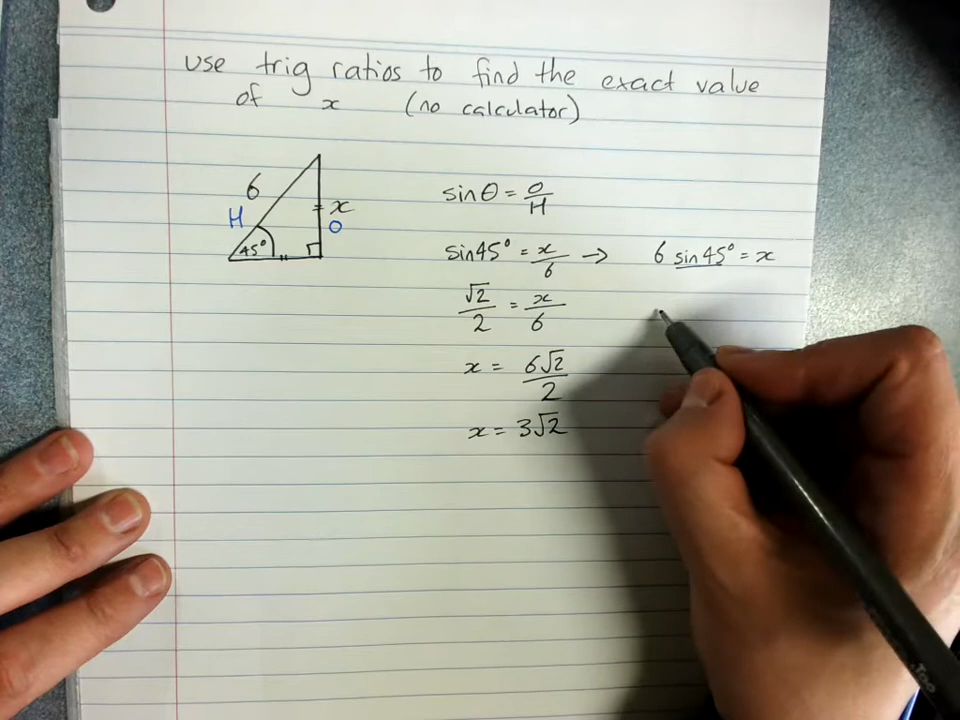 use trig ratios to find the exact value
of x (no calculator)
6
H
45°
x
O
sinθ = O/H
sin45° = x/6 → 6 sin45° = x
√2/2 = x/6
x = 6√2/2
x = 3√2